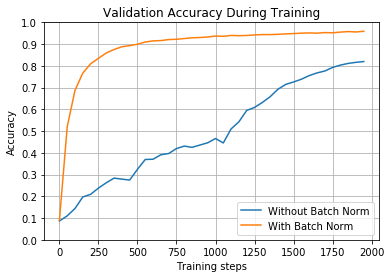 Validation Accuracy During Training
1.0
0.9
0.8
0.7
0.6
0.5
0.4
0.3
0.2
0.1
0.0
Accuracy
Without Batch Norm
With Batch Norm
0 250 500 750 1000 1250 1500 1750 2000
Training steps